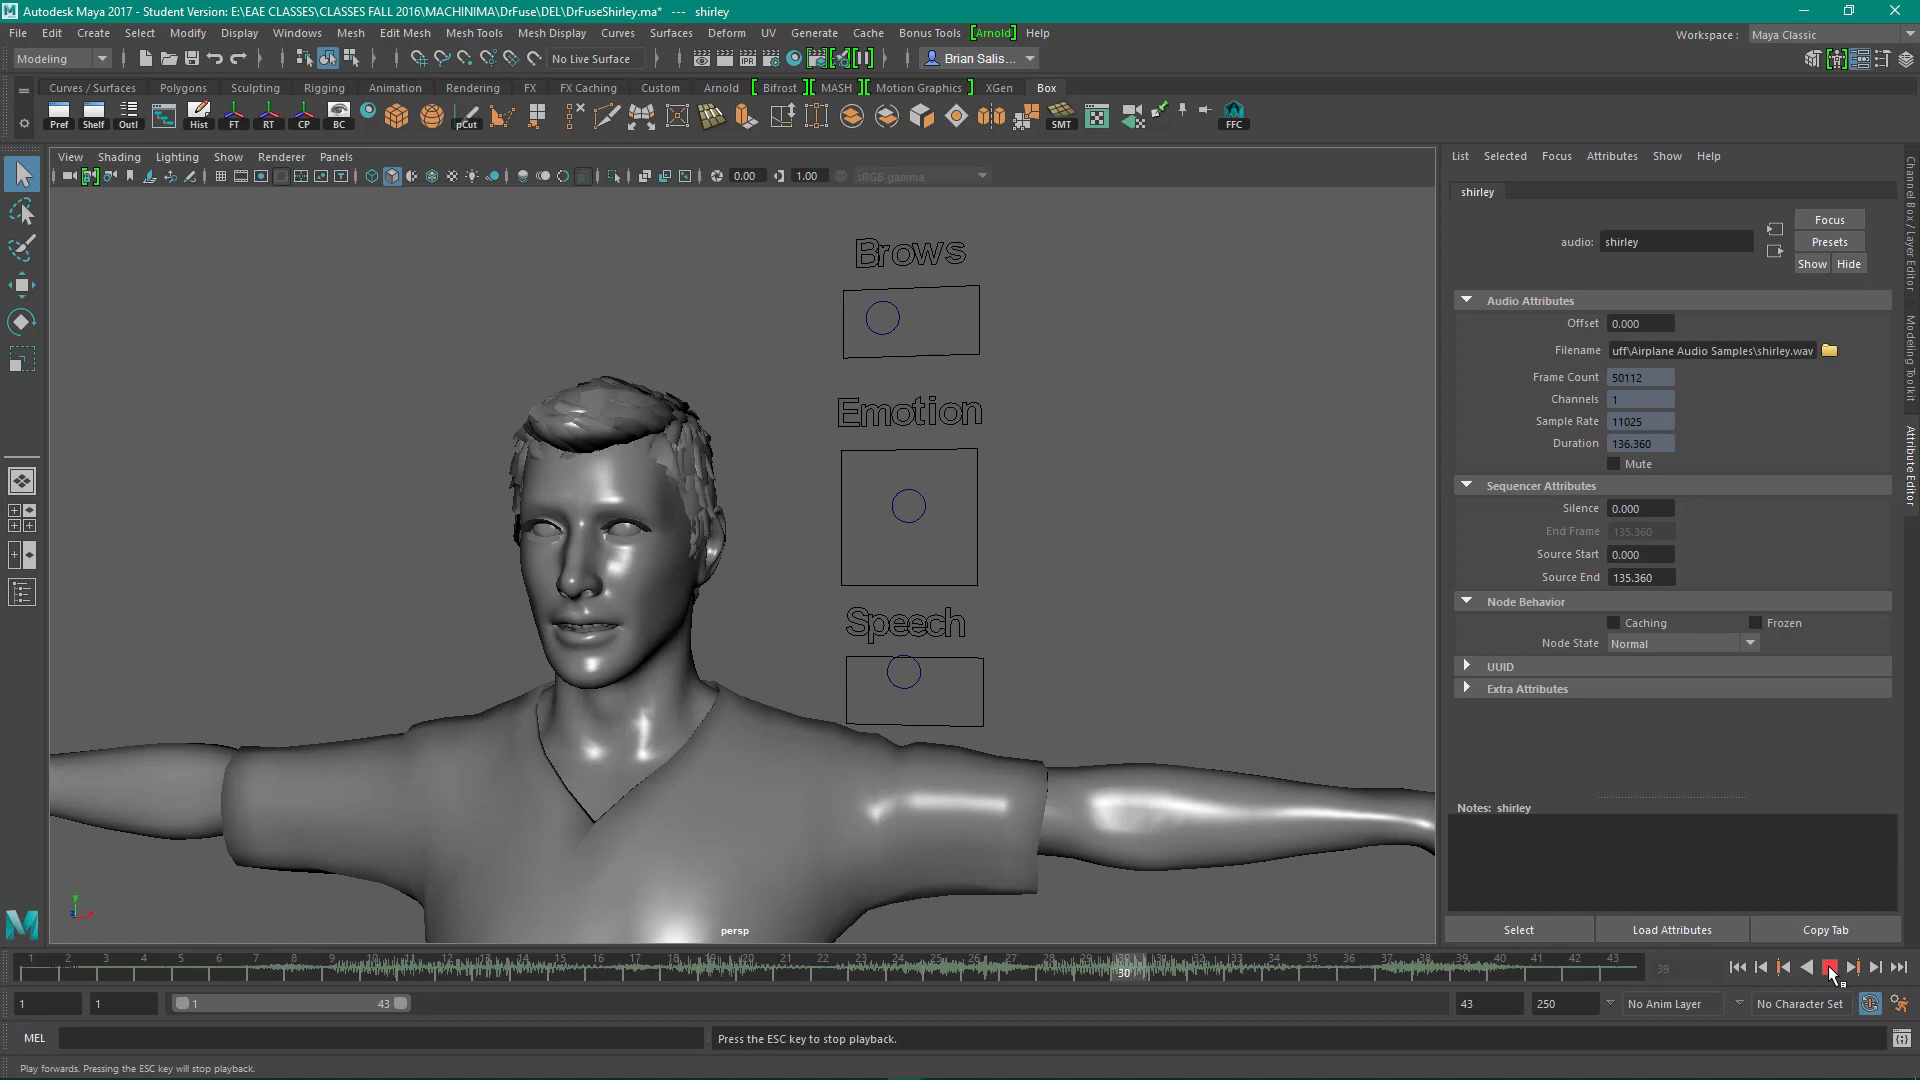 Autodesk Maya 2017 - Student Version: E:\EAE CLASSES\CLASSES FALL 2016\MACHINIMA\DrFuse\DEL\DrFuseShirley.ma* --- shirley
File Edit Create Select Modify Display Windows Mesh Edit Mesh Mesh Tools Mesh Display Curves Surfaces Deform UV Generate Cache Bonus Tools [Arnold] Help
Workspace: Maya Classic
Modeling No Live Surface Brian Salis...
Curves / Surfaces Polygons Sculpting Rigging Animation Rendering FX FX Caching Custom Arnold [ Bifrost ] [ MASH ] [ Motion Graphics ] XGen Box
Pref Shelf Outl Hist FT RT CP BC pCut SMT FFC
View Shading Lighting Show Renderer Panels
0.00 1.00 sRGB gamma
Brows
Emotion
Speech
persp
List Selected Focus Attributes Show Help
shirley
audio: shirley
Focus
Presets
Show Hide
Audio Attributes
Offset 0.000
Filename uff\Airplane Audio Samples\shirley.wav
Frame Count 50112
Channels 1
Sample Rate 11025
Duration 136.360
Mute
Sequencer Attributes
Silence 0.000
End Frame 135.360
Source Start 0.000
Source End 135.360
Node Behavior
Caching Frozen
Node State Normal
UUID
Extra Attributes
Notes: shirley
Select Load Attributes Copy Tab
Channel Box / Layer Editor
Modeling Toolkit
Attribute Editor
1 2 3 4 5 6 7 8 9 10 11 12 13 14 15 16 17 18 19 20 21 22 23 24 25 26 27 28 29 30 31 32 33 34 35 36 37 38 39 40 41 42 43
30
39
1 1 1 43 43 250 No Anim Layer No Character Set
MEL Press the ESC key to stop playback.
Play forwards. Pressing the ESC key will stop playback.